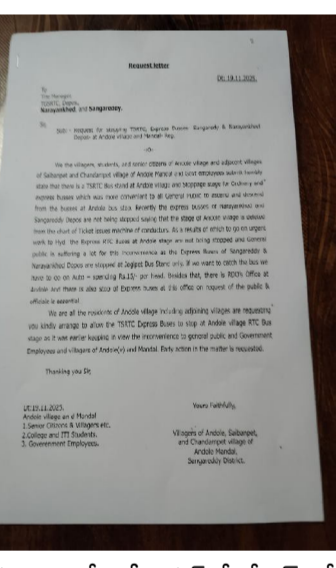 Request letter
Dt: 19.11.2025.
To
The Manager,
TSRTC, Depos,
Narayankhed, and Sangareddy.
Sir,
Sub :- REQUEST for stopping TSRTC, Express Busses Sangareddy & Narayankhed
Depos at Andole village and Mandal- Reg.
-o0o-
We the villagers, students, and senior citizens of Andole village and adjacent villages
of Saibanpet and Chandampet village of Andole Mandal and Govt employees submit humbly
state that there is a TSRTC Bus stand at Andole village and stoppage stage for Ordinary and
express busses which was more convenient to all General Public to
from the busses at Andole bus stop. Recently the express busses of Narayankhed and
Sangareddy Depos are not being stopped saying that the stage of Andole village is
from the chart of Ticket issues machine of conductors. As a results of which to go on urgent
work to Hyd the Express RTC Buses at Andole stage are not being stopped and General
public in suffering a lot for this inconvenience as the Express Buses of Sangareddy &
Narayankhed Depos are stopped at Jogipet Bus Stand only. If we want to catch the bus we
have to go on Auto - spending Rs.15/- per head. Besides that, there is RDO's Office at
Andole and there is also stop at Express buses at this office on request of the public &
officials is essential.
We are all the residents of Andole village including adjoining villages are requesting
you kindly arrange to allow the TSRTC Express Buses to stop at Andole village RTC Bus
stage as it was earlier keeping in view the inconvenience to general public and Government
Employees and villagers of Andole(v) and Mandal. Early action in the matter is requested.
Thanking you Sir,
Dt:19.11.2025.
Andole village and Mandal
1.Senior Citizens & Villagers etc.
2.College and ITI Students.
3. Goverenment Employees.
Yours Faithfully,
Villagers of Andole, Saibanpet,
and Chandampet village of
Andole Mandal,
Sangareddy District.